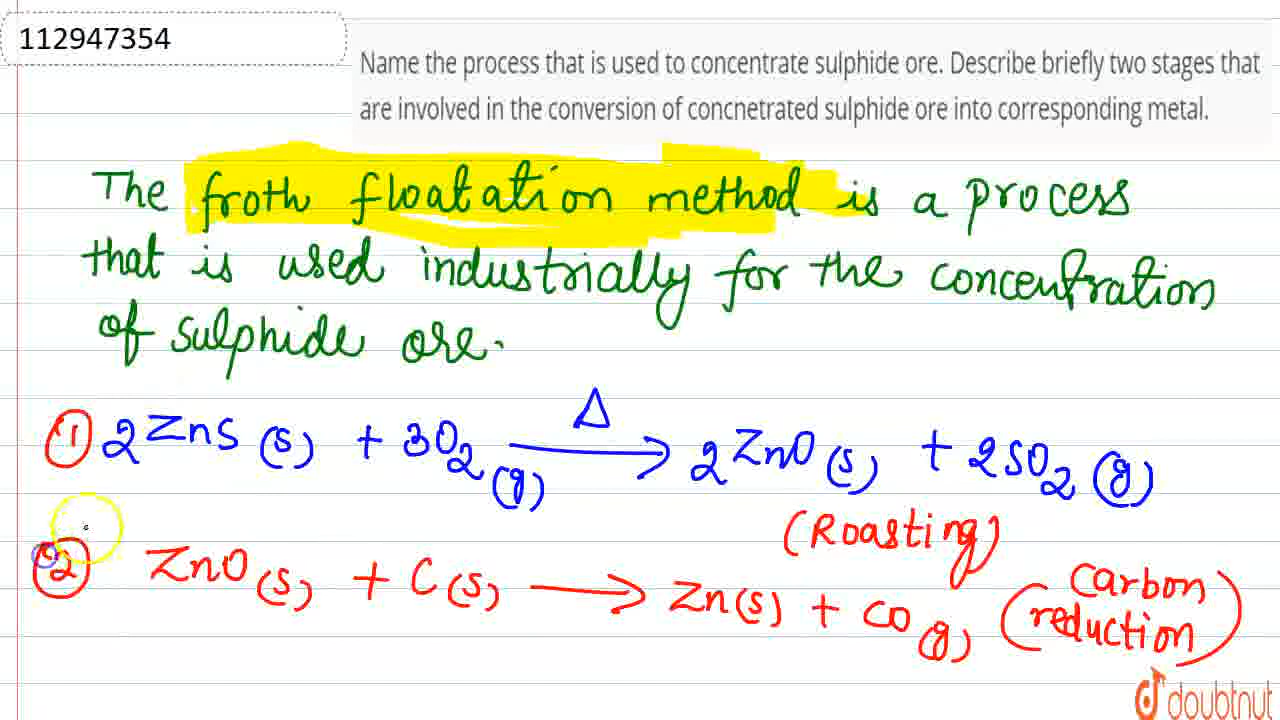 112947354
Name the process that is used to concentrate sulphide ore. Describe briefly two stages that
are involved in the conversion of concnetrated sulphide ore into corresponding metal.
The froth floatation method is a process
that is used industrially for the concentration
of sulphide ore.
① 2ZnS(s) + 3O₂(g) →Δ 2ZnO(s) + 2SO₂(g)
(Roasting)
② ZnO(s) + C(s) → Zn(s) + CO(g) (Carbon
reduction)
doubtnut